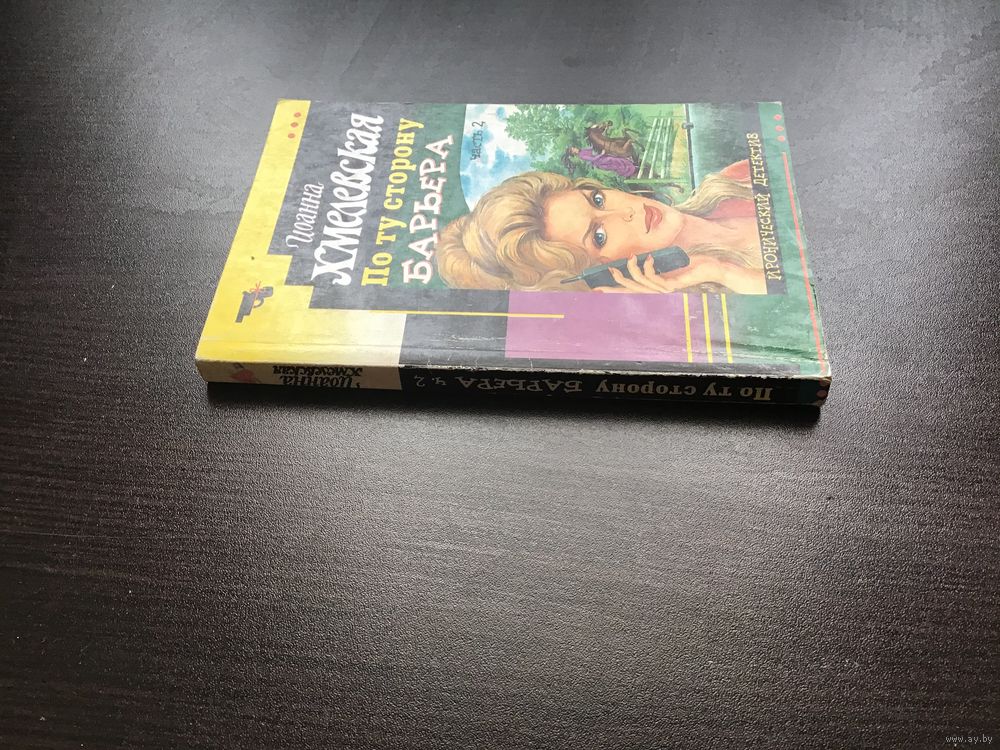 Иоанна
Хмелевская
По ту сторону
БАРЬЕРА
часть 2
ИРОНИЧЕСКИЙ ДЕТЕКТИВ
Иоанна
Хмелевская
По ту сторону БАРЬЕРА ч. 2
www.ay.by